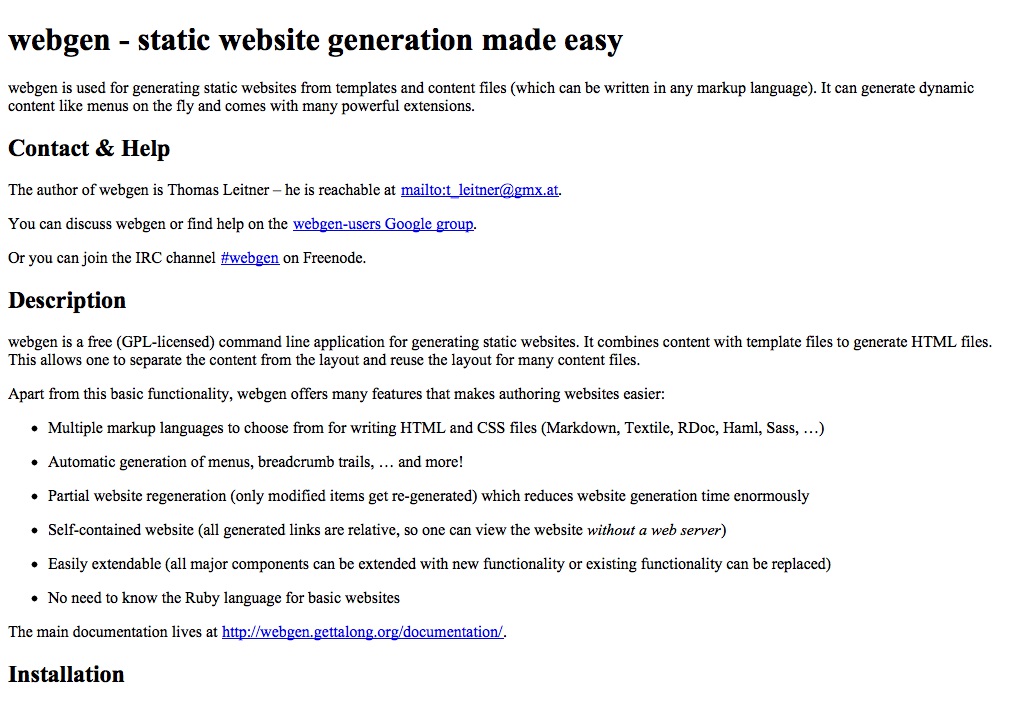 webgen - static website generation made easy
webgen is used for generating static websites from templates and content files (which can be written in any markup language). It can generate dynamic
content like menus on the fly and comes with many powerful extensions.
Contact & Help
The author of webgen is Thomas Leitner – he is reachable at mailto:t_leitner@gmx.at.
You can discuss webgen or find help on the webgen-users Google group.
Or you can join the IRC channel #webgen on Freenode.
Description
webgen is a free (GPL-licensed) command line application for generating static websites. It combines content with template files to generate HTML files.
This allows one to separate the content from the layout and reuse the layout for many content files.
Apart from this basic functionality, webgen offers many features that makes authoring websites easier:
• Multiple markup languages to choose from for writing HTML and CSS files (Markdown, Textile, RDoc, Haml, Sass, …)
• Automatic generation of menus, breadcrumb trails, … and more!
• Partial website regeneration (only modified items get re-generated) which reduces website generation time enormously
• Self-contained website (all generated links are relative, so one can view the website without a web server)
• Easily extendable (all major components can be extended with new functionality or existing functionality can be replaced)
• No need to know the Ruby language for basic websites
The main documentation lives at http://webgen.gettalong.org/documentation/.
Installation